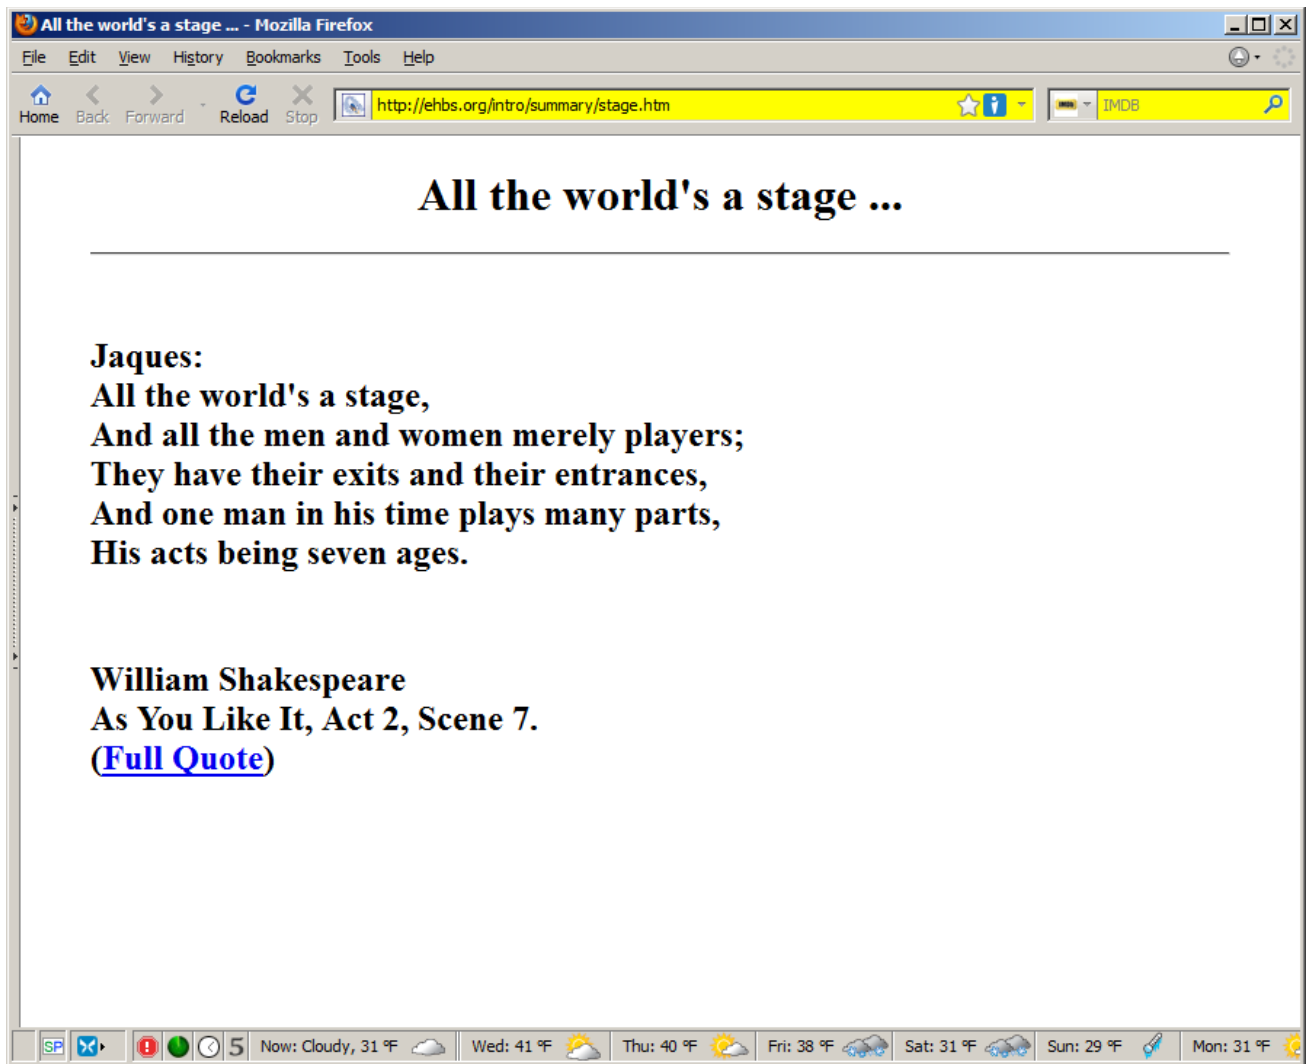 All the world's a stage ... - Mozilla Firefox
File Edit View History Bookmarks Tools Help
Home Back Forward Reload Stop http://ehbs.org/intro/summary/stage.htm IMDB
All the world's a stage ...
Jaques:
All the world's a stage,
And all the men and women merely players;
They have their exits and their entrances,
And one man in his time plays many parts,
His acts being seven ages.
William Shakespeare
As You Like It, Act 2, Scene 7.
(Full Quote)
SP 5 Now: Cloudy, 31 °F Wed: 41 °F Thu: 40 °F Fri: 38 °F Sat: 31 °F Sun: 29 °F Mon: 31 °F